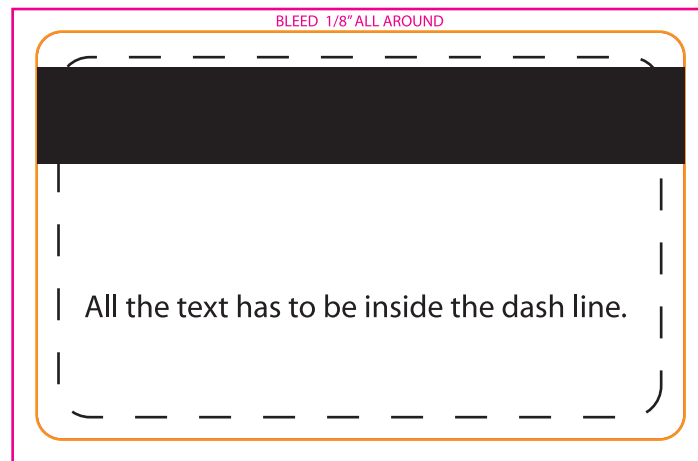 BLEED 1/8" ALL AROUND
All the text has to be inside the dash line.